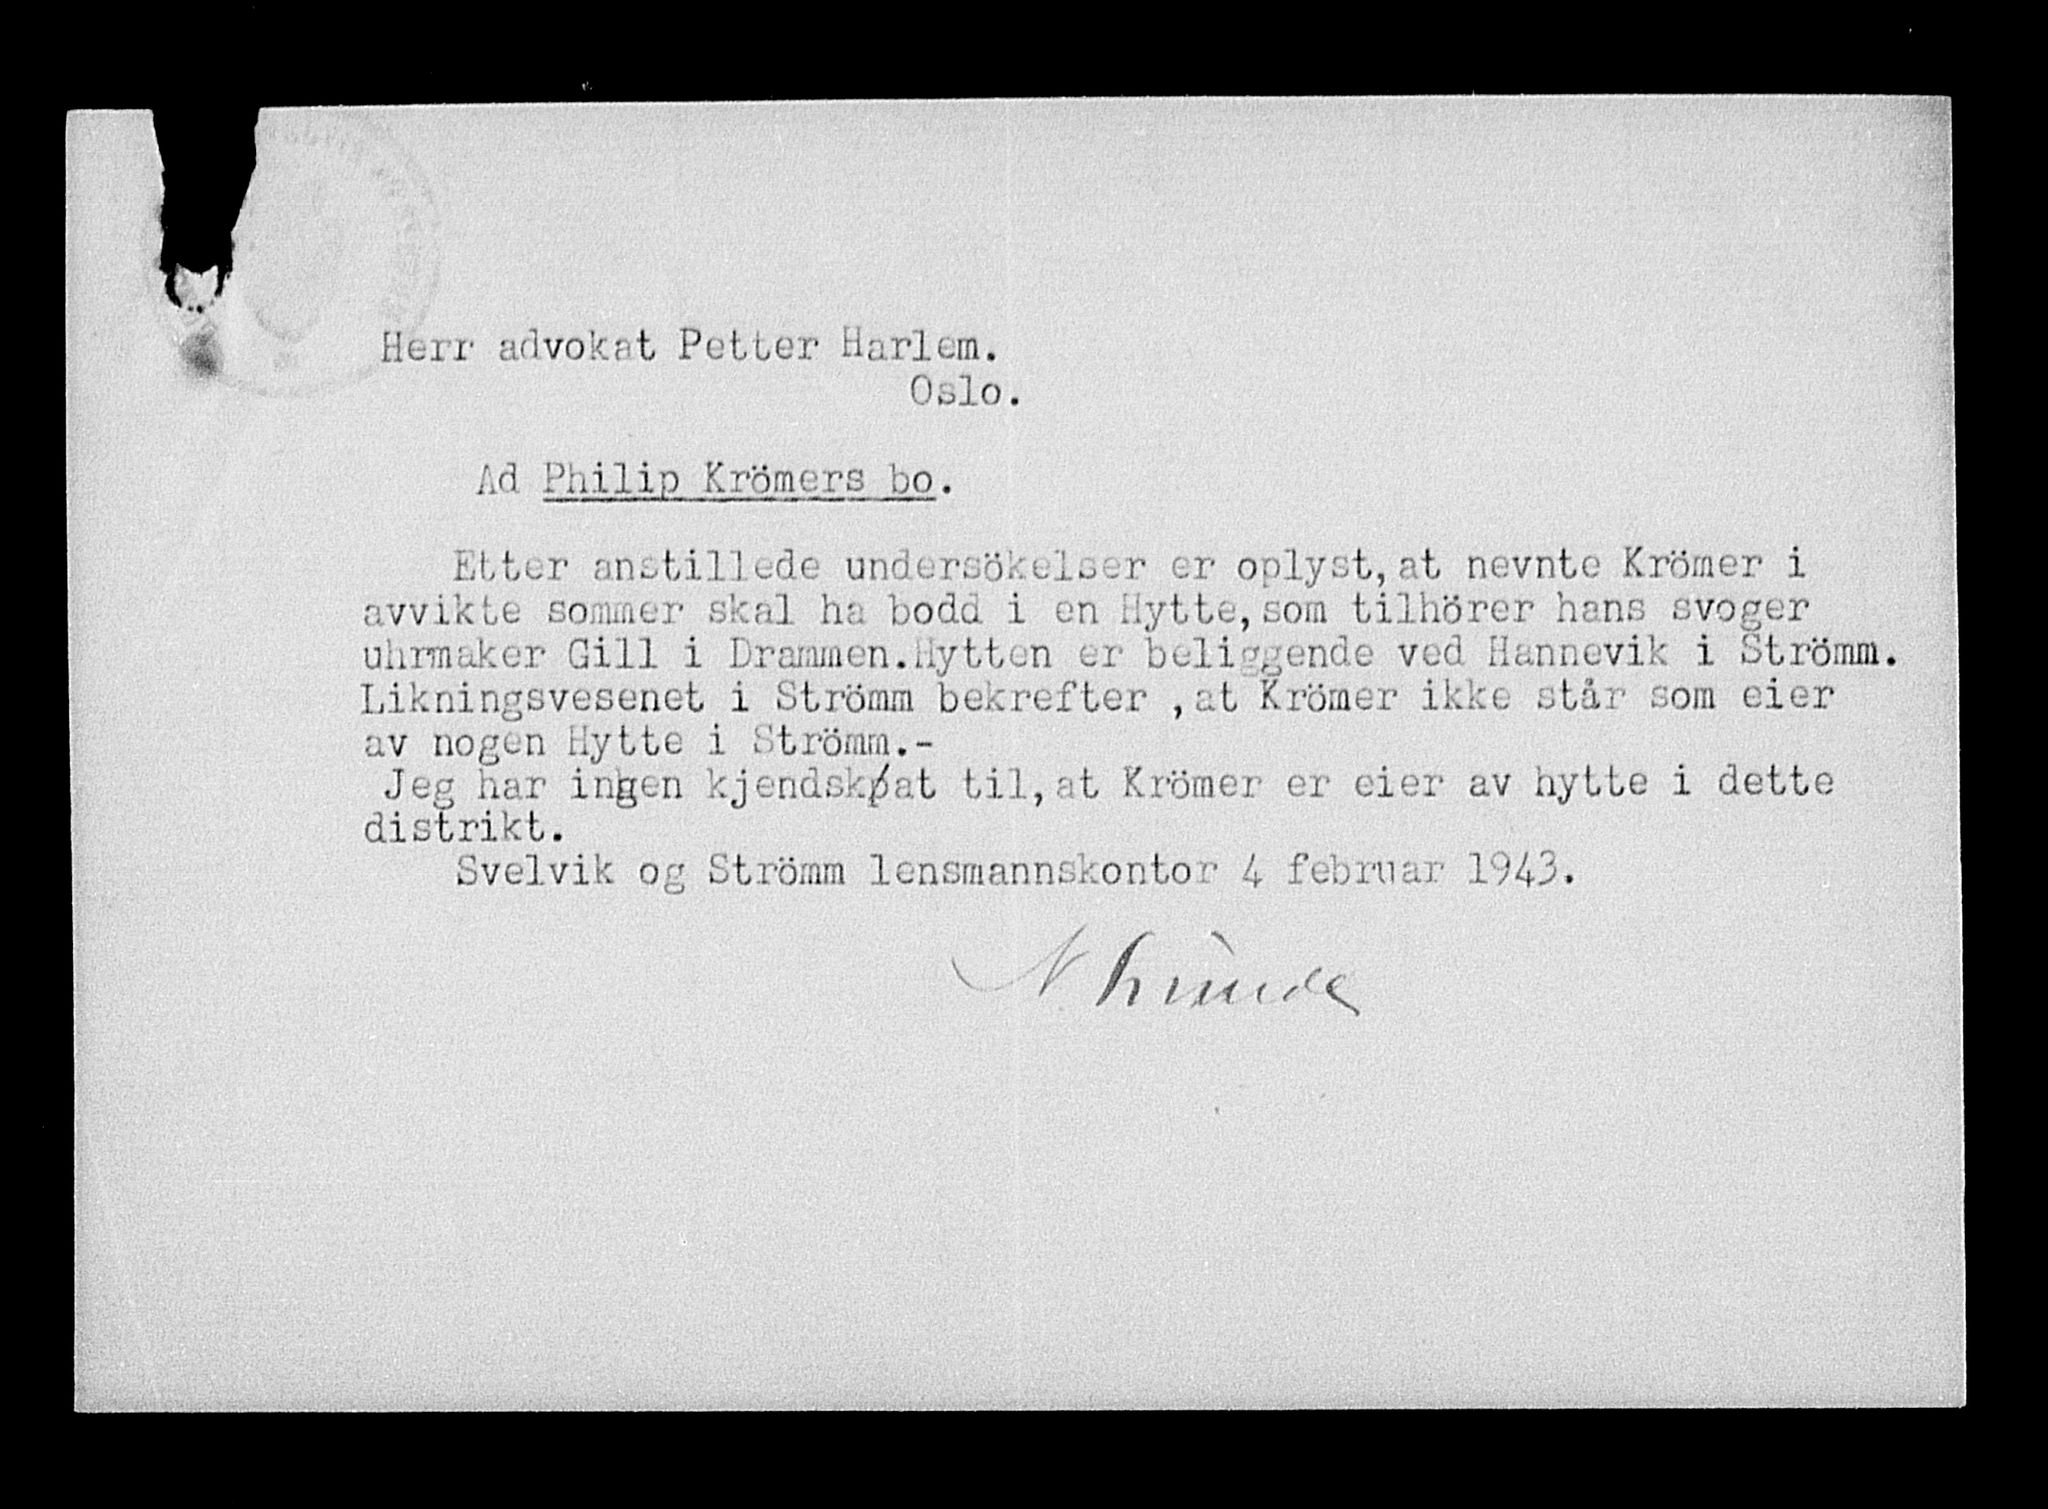 Herr advokat Petter Harlem.
Oslo.
Ad Philip Krömers bo.
Etter anstillede undersökelser er oplyst, at nevnte Krömer i
avvikte sommer skal ha bodd i en Hytte, som tilhörer hans svoger
uhrmaker Gill i Drammen. Hytten er beliggende ved Hannevik i Strömm.
Likningsvesenet i Strömm bekrefter , at Krömer ikke står som eier
av nogen Hytte i Strömm.-
Jeg har ingen kjendskpat til, at Krömer er eier av hytte i dette
distrikt.
Svelvik og Strömm lensmannskontor 4 februar 1943.